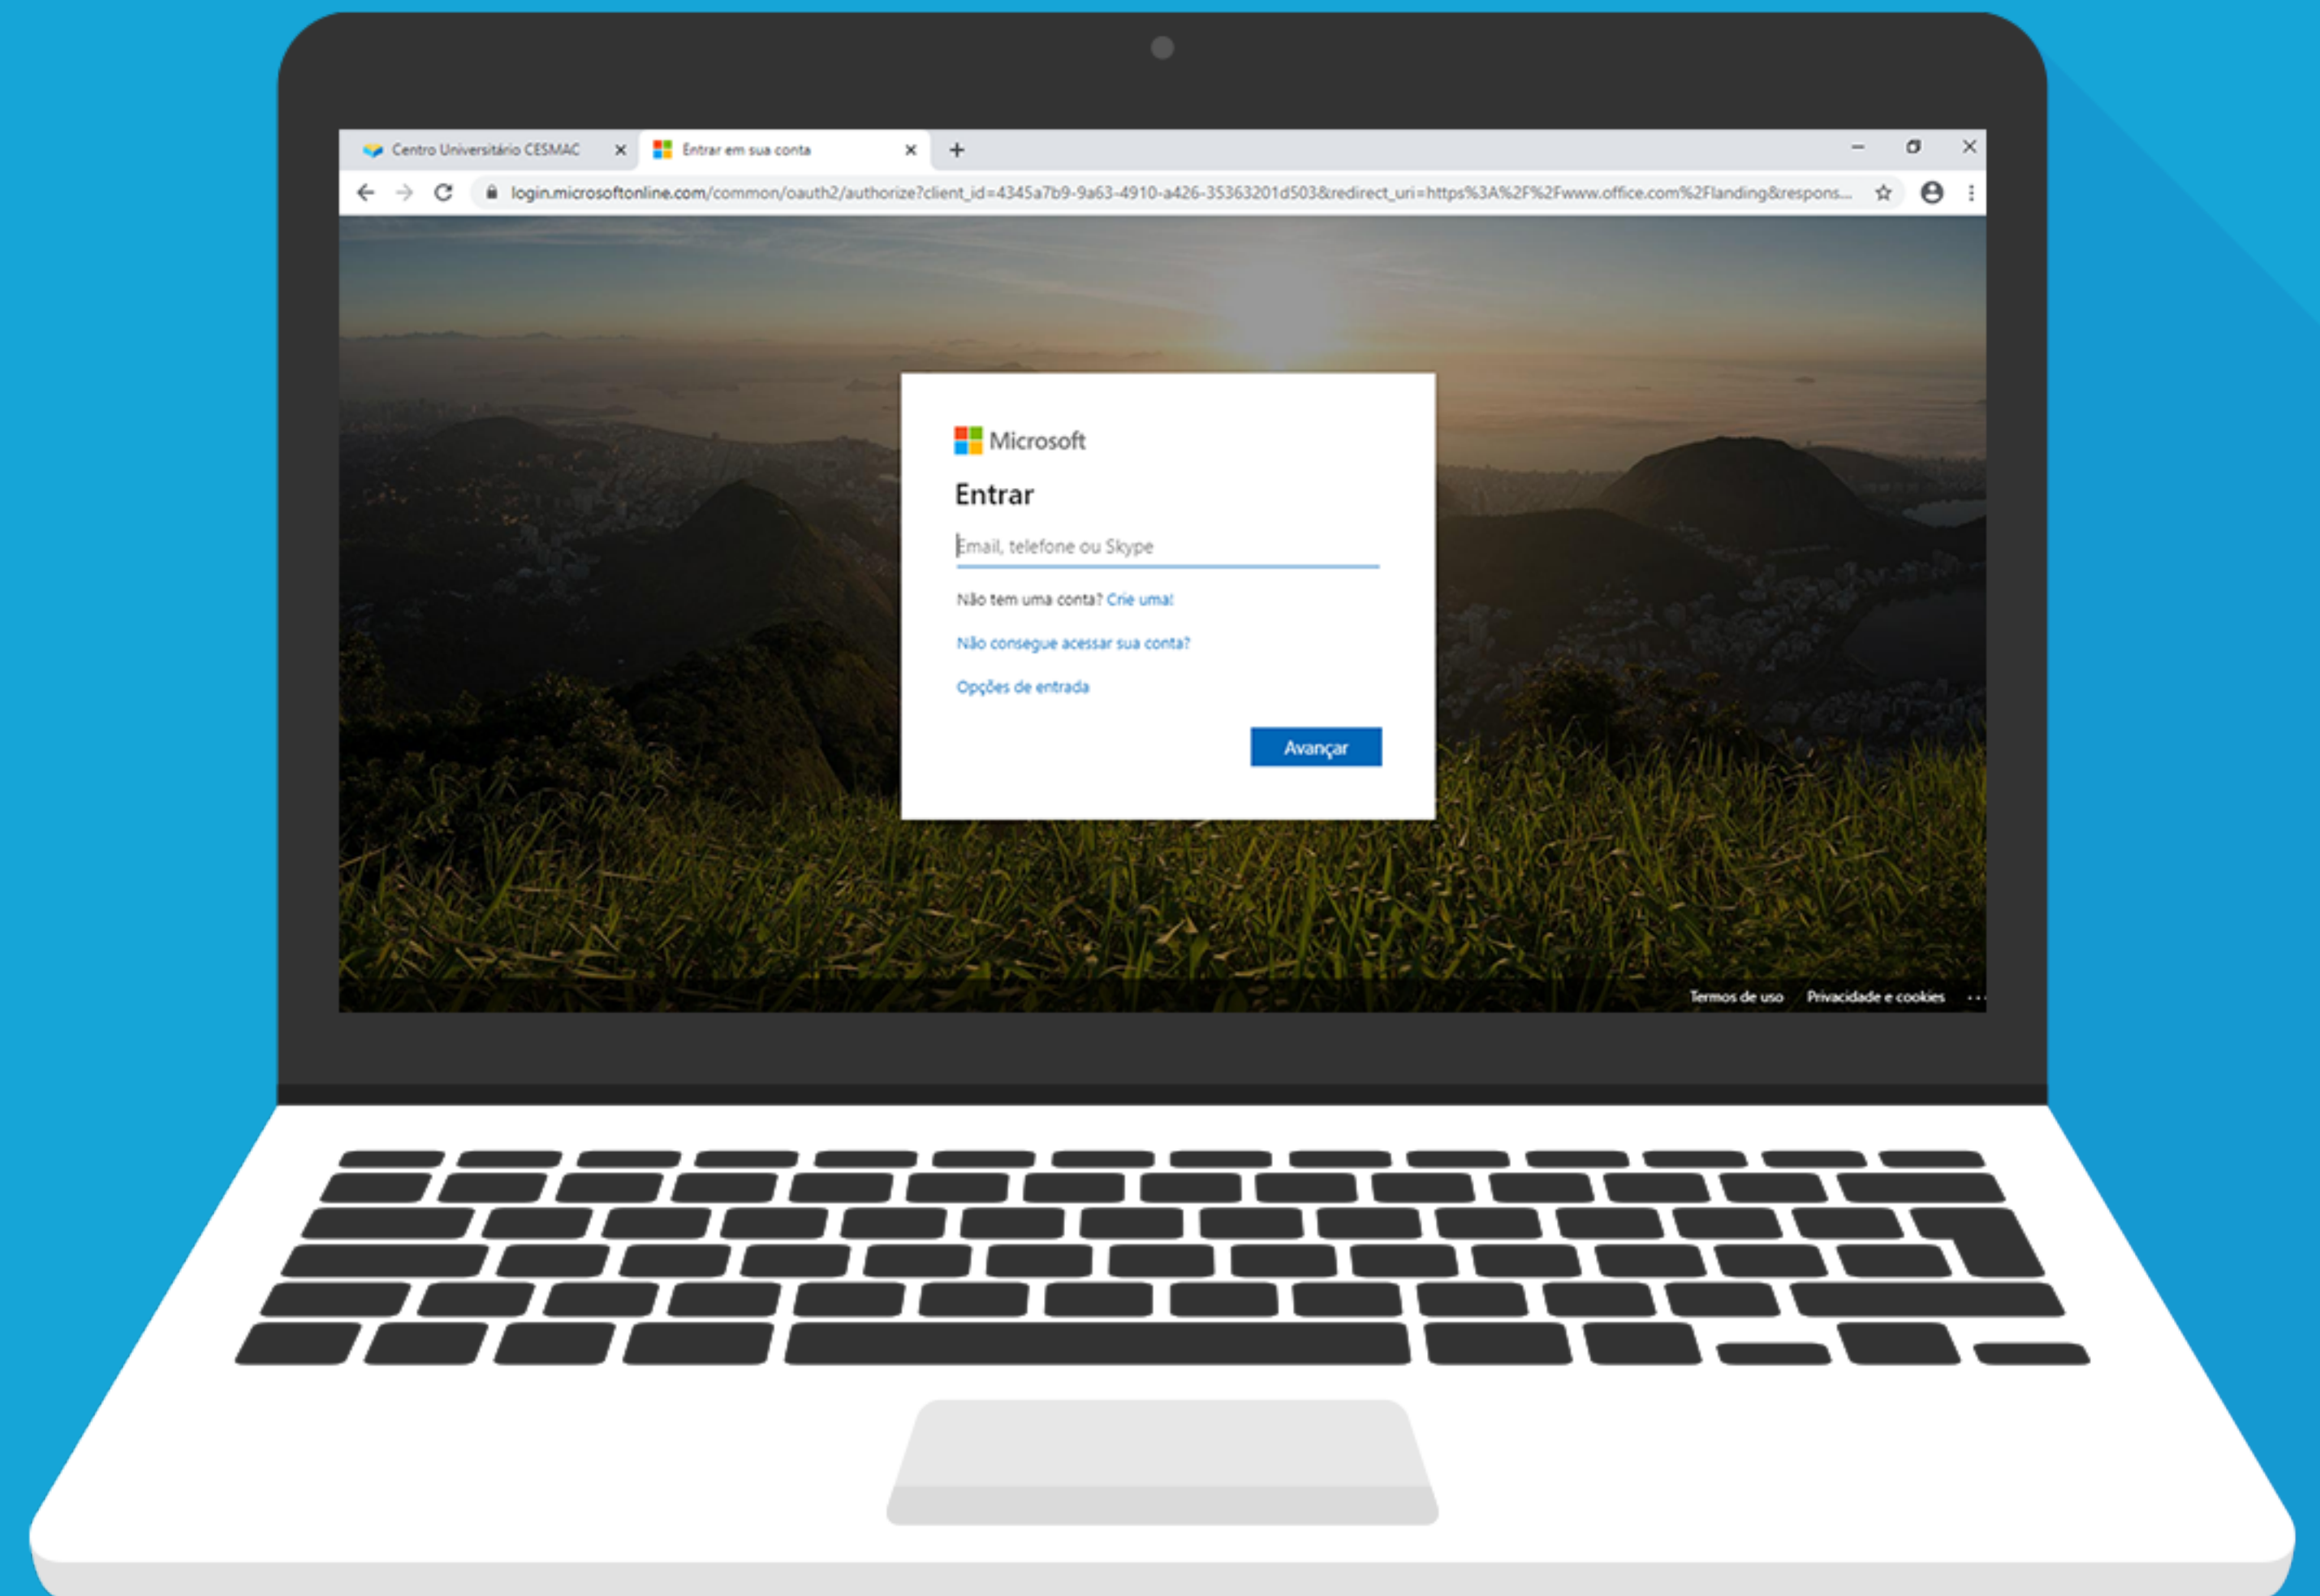 Centro Universitário CESMAC
Entrar em sua conta
login.microsoftonline.com/common/oauth2/authorize?client_id=4345a7b9-9a63-4910-a426-35363201d503&redirect_uri=https%3A%2F%2Fwww.office.com%2Flanding&respons...
Microsoft
Entrar
Email, telefone ou Skype
Não tem uma conta? Crie uma!
Não consegue acessar sua conta?
Opções de entrada
Avançar
Termos de uso Privacidade e cookies ...